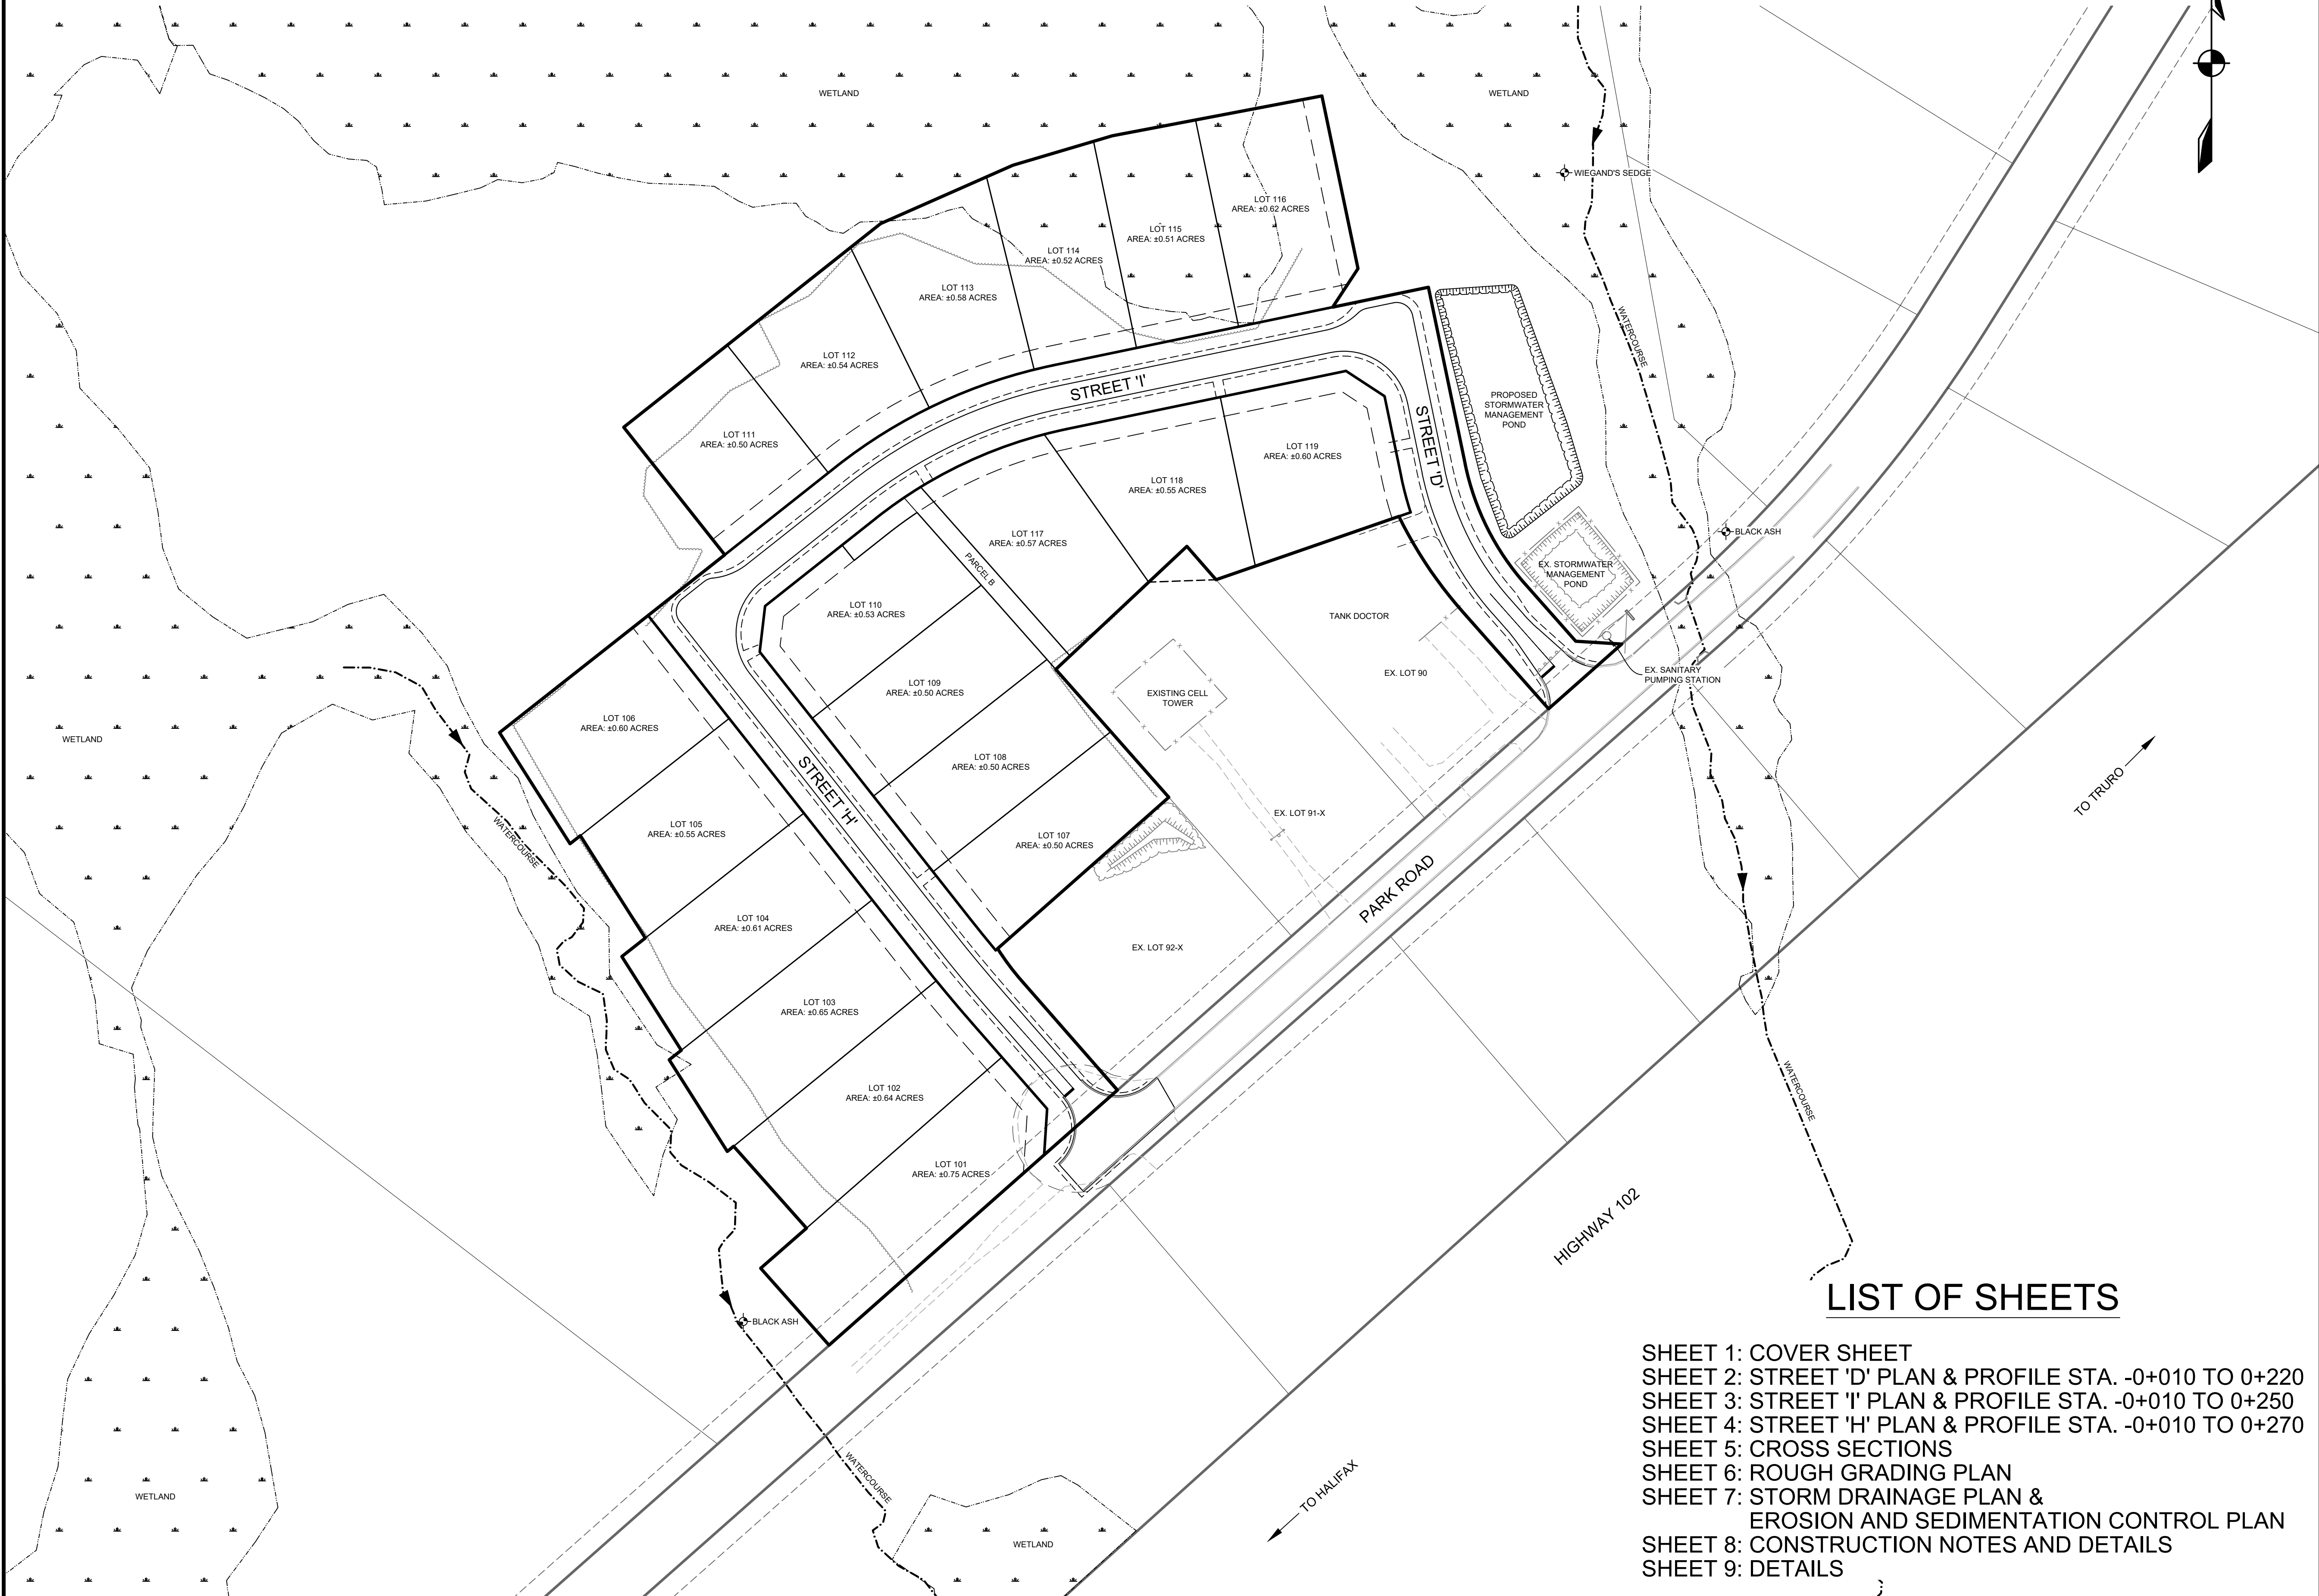 WETLAND
WETLAND
WIEGAND'S SEDGE
LOT 116
AREA: ±0.62 ACRES
LOT 115
AREA: ±0.51 ACRES
LOT 114
AREA: ±0.52 ACRES
LOT 113
AREA: ±0.58 ACRES
LOT 112
AREA: ±0.54 ACRES
LOT 111
AREA: ±0.50 ACRES
STREET 'I'
STREET 'D'
WATERCOURSE
PROPOSED
STORMWATER
MANAGEMENT
POND
LOT 119
AREA: ±0.60 ACRES
LOT 118
AREA: ±0.55 ACRES
LOT 117
AREA: ±0.57 ACRES
PARCEL B
BLACK ASH
EX. STORMWATER
MANAGEMENT
POND
LOT 110
AREA: ±0.53 ACRES
TANK DOCTOR
EX. LOT 90
EX. SANITARY
PUMPING STATION
LOT 109
AREA: ±0.50 ACRES
EXISTING CELL
TOWER
LOT 106
AREA: ±0.60 ACRES
WETLAND
LOT 108
AREA: ±0.50 ACRES
STREET 'H'
TO TRURO
EX. LOT 91-X
LOT 105
AREA: ±0.55 ACRES
WATERCOURSE
LOT 107
AREA: ±0.50 ACRES
PARK ROAD
LOT 104
AREA: ±0.61 ACRES
EX. LOT 92-X
LOT 103
AREA: ±0.65 ACRES
LOT 102
AREA: ±0.64 ACRES
WATERCOURSE
LOT 101
AREA: ±0.75 ACRES
HIGHWAY 102
BLACK ASH
WATERCOURSE
TO HALIFAX
WETLAND
WETLAND
LIST OF SHEETS
SHEET 1: COVER SHEET
SHEET 2: STREET 'D' PLAN & PROFILE STA. -0+010 TO 0+220
SHEET 3: STREET 'I' PLAN & PROFILE STA. -0+010 TO 0+250
SHEET 4: STREET 'H' PLAN & PROFILE STA. -0+010 TO 0+270
SHEET 5: CROSS SECTIONS
SHEET 6: ROUGH GRADING PLAN
SHEET 7: STORM DRAINAGE PLAN &
EROSION AND SEDIMENTATION CONTROL PLAN
SHEET 8: CONSTRUCTION NOTES AND DETAILS
SHEET 9: DETAILS